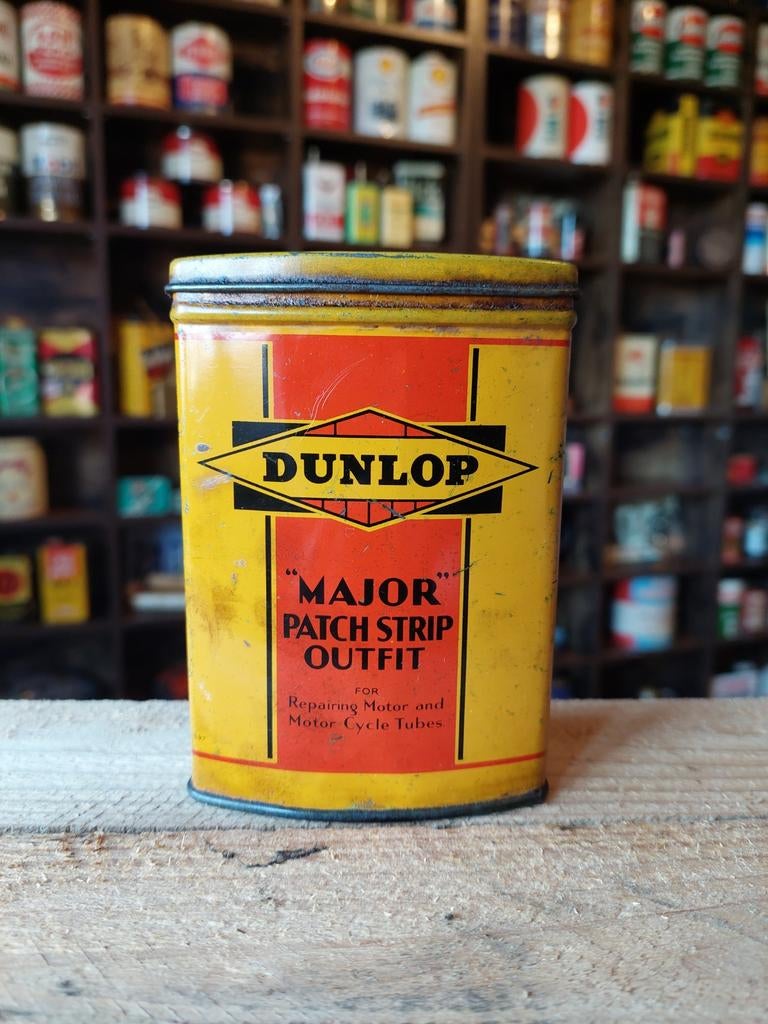 DUNLOP
"MAJOR"
PATCH STRIP
OUTFIT
FOR
Repairing Motor and
Motor Cycle Tubes.